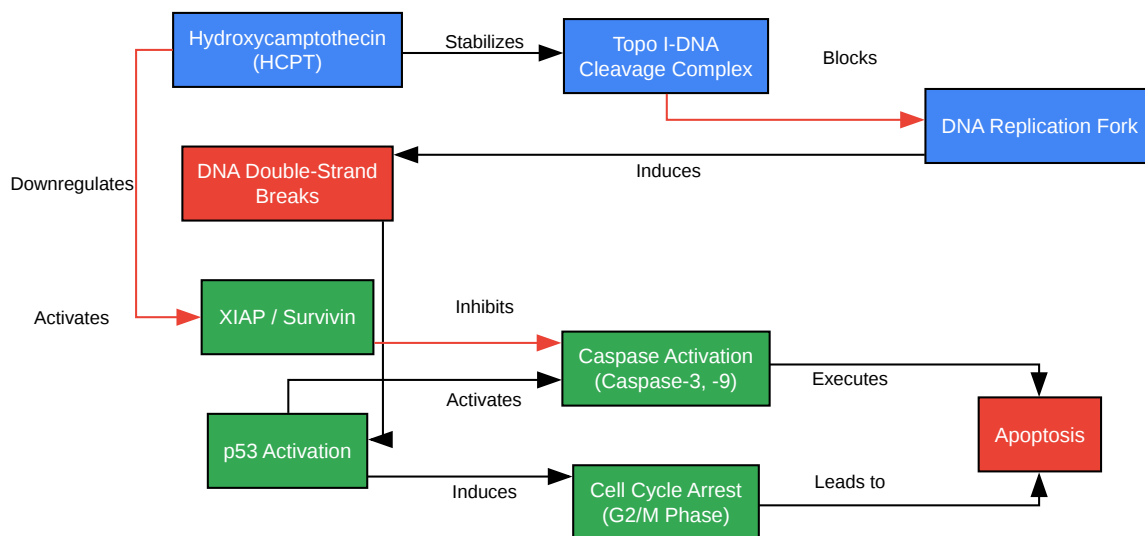 Hydroxycamptothecin
(HCPT)
Stabilizes
Topo I-DNA
Cleavage Complex
Blocks
DNA Replication Fork
DNA Double-Strand
Breaks
Induces
Downregulates
Activates
XIAP / Survivin
Inhibits
Caspase Activation
(Caspase-3, -9)
Executes
Activates
Apoptosis
p53 Activation
Induces
Cell Cycle Arrest
(G2/M Phase)
Leads to